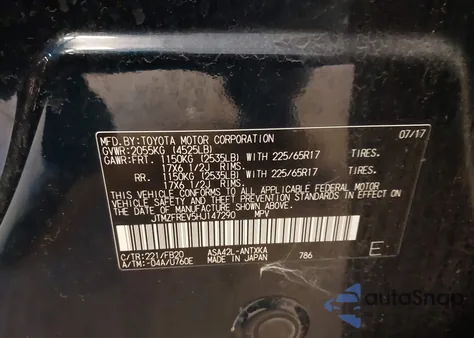 MFD.BY:TOYOTA MOTOR CORPORATION 07/17
GVWR:2055KG (4525LB)
GAWR:FRT. 1150KG (2535LB) WITH 225/65R17 TIRES.
17X6 1/2J RIMS.
RR. 1150KG (2535LB) WITH 225/65R17 TIRES.
17X6 1/2J RIMS.
THIS VEHICLE CONFORMS TO ALL APPLICABLE FEDERAL MOTOR
VEHICLE SAFETY STANDARDS IN EFFECT ON THE DATE OF
MANUFACTURE SHOWN ABOVE.
JTMZFREV5HJ147290 MPV
C/TR:221/FB20 ASA42L-ANTXKA E
A/TM:-04A/U760E MADE IN JAPAN 786
autoSnap